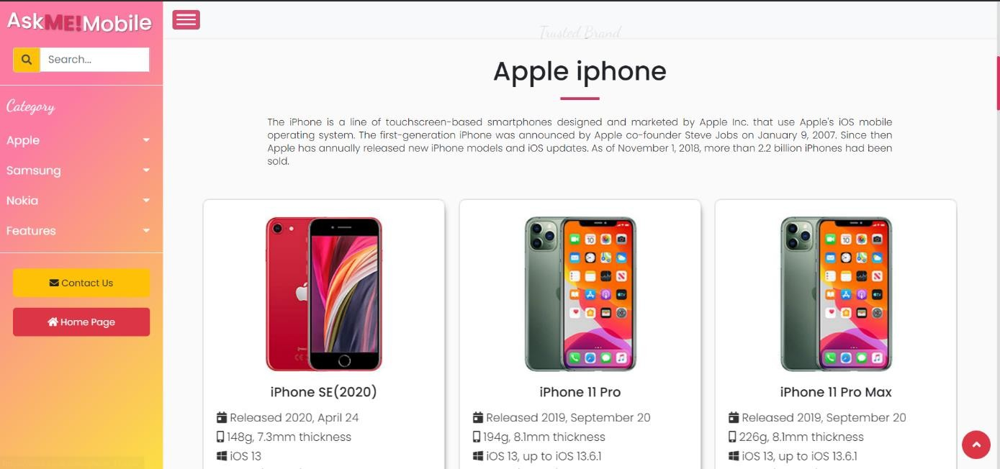 AskME!Mobile
Search...
Category
Apple
Samsung
Nokia
Features
Contact Us
Home Page
Trusted Brand
Apple iphone
The iPhone is a line of touchscreen-based smartphones designed and marketed by Apple Inc. that use Apple's iOS mobile
operating system. The first-generation iPhone was announced by Apple co-founder Steve Jobs on January 9, 2007. Since then
Apple has annually released new iPhone models and iOS updates. As of November 1, 2018, more than 2.2 billion iPhones had been
sold.
iPhone SE(2020)
Released 2020, April 24
148g, 7.3mm thickness
iOS 13
iPhone 11 Pro
Released 2019, September 20
194g, 8.1mm thickness
iOS 13, up to iOS 13.6.1
iPhone 11 Pro Max
Released 2019, September 20
226g, 8.1mm thickness
iOS 13, up to iOS 13.6.1